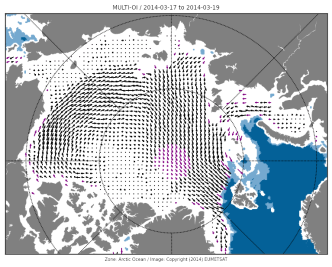 MULTI-OI / 2014-03-17 to 2014-03-19
Zone: Arctic Ocean / Image: Copyright (2014) EUMETSAT